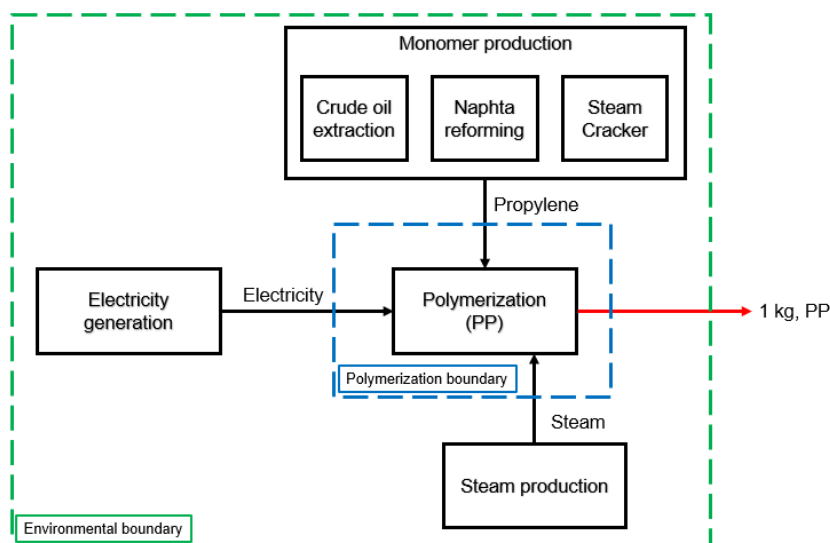 Monomer production
Crude oil
extraction
Naphta
reforming
Steam
Cracker
Propylene
Electricity
generation
Electricity
Polymerization
(PP)
1 kg, PP
Polymerization boundary
Steam
Steam production
Environmental boundary